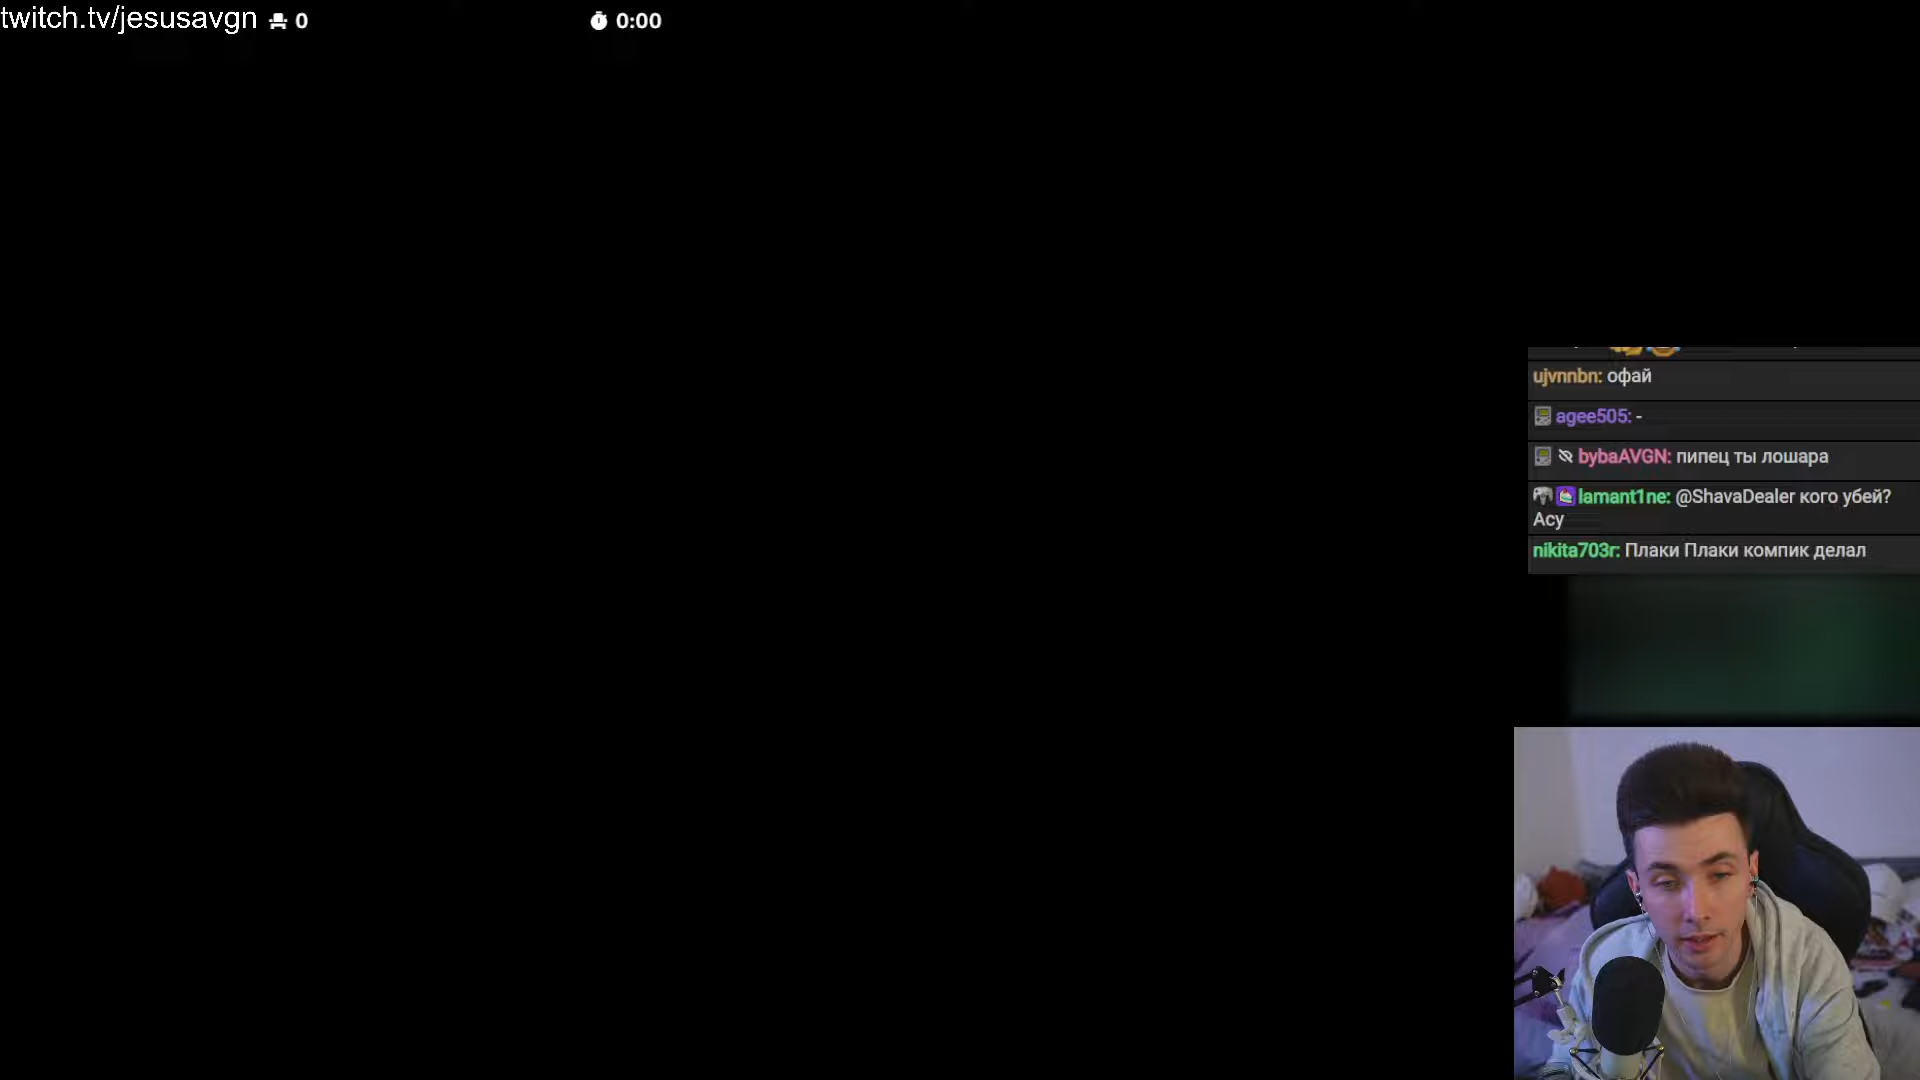 twitch.tv/jesusavgn 0
0:00
ujvnnbn: офай
agee505: -
bybaAVGN: пипец ты лошара
lamant1ne: @ShavaDealer кого убей?
Асу
nikita703r: Плаки Плаки компик делал